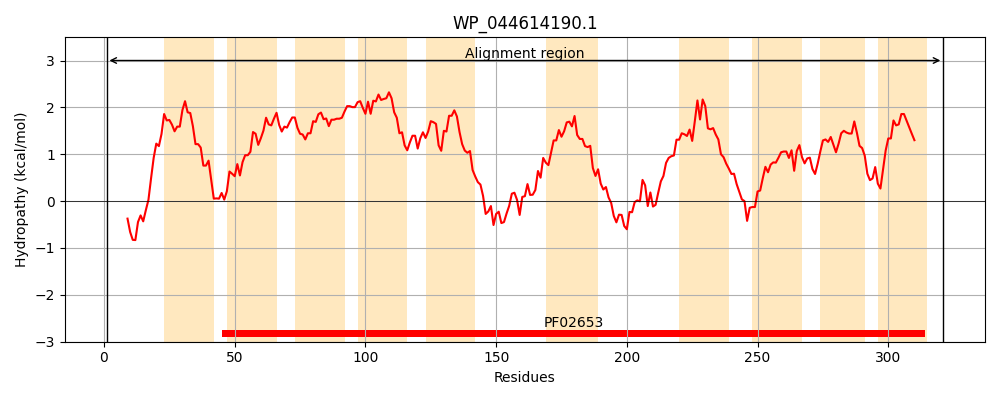 WP_044614190.1
Alignment region
Hydropathy (kcal/mol)
3
2
1
0
−1
−2
−3
PF02653
0
50
100
150
200
250
300
Residues